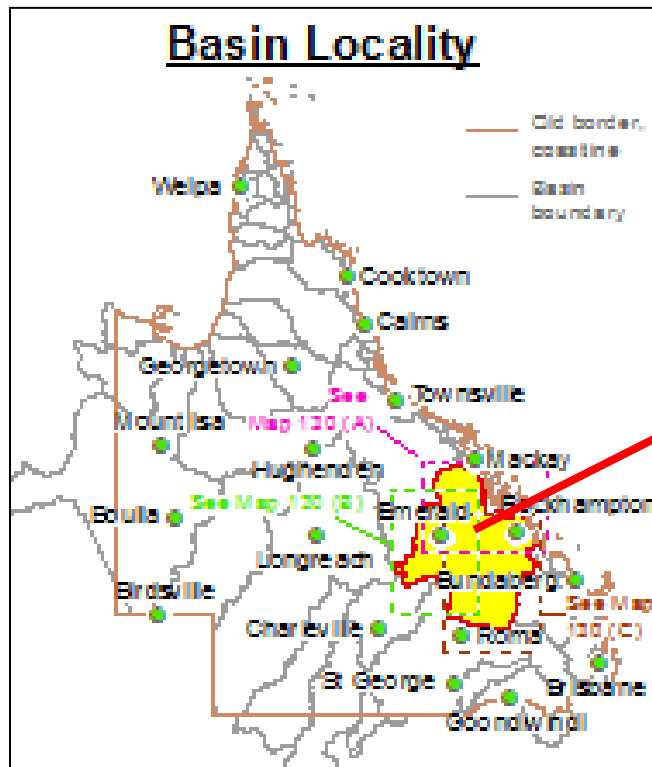 Basin Locality
Qld border,
coastline
Basin
boundary
Weipa
Cooktown
Cairns
Georgetown
Townsville
See
Map 130 (A)
Mount Isa
Hughenden
Mackay
See Map 130 (B)
Boulia
Emerald
Rockhampton
Longreach
Bundaberg
Birdsville
See Map
130 (C)
Charleville
Roma
St George
Brisbane
Goondiwindi